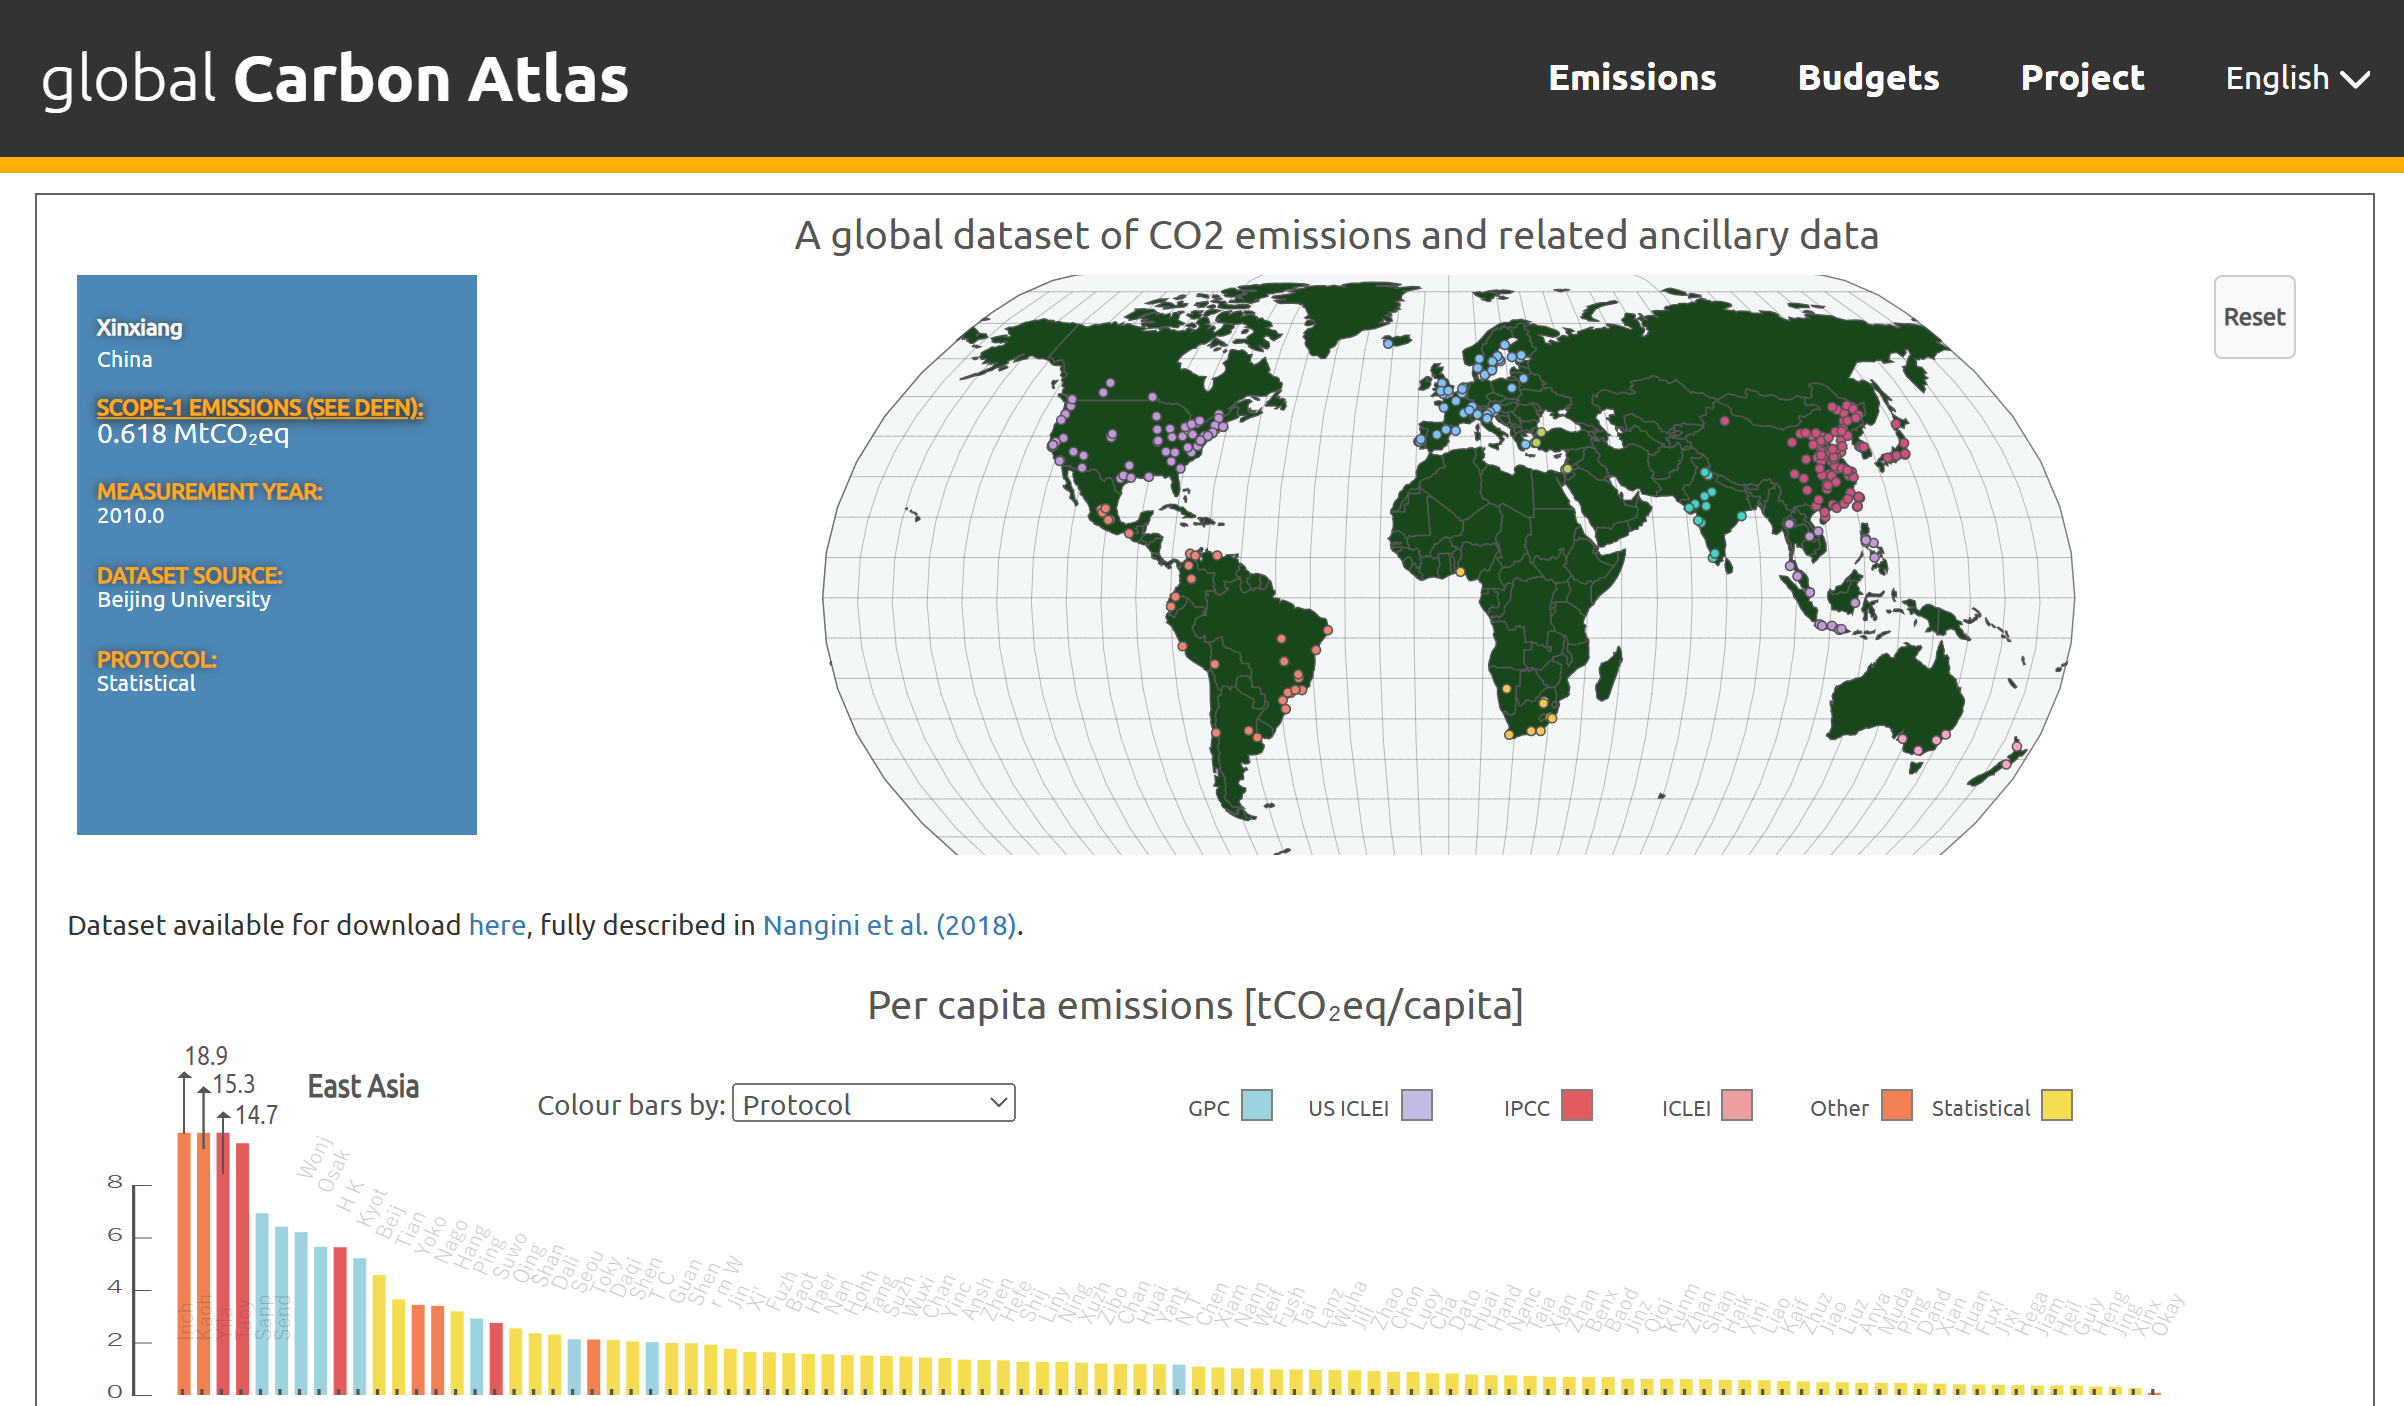 global Carbon Atlas
Emissions
Budgets
Project
English
A global dataset of CO2 emissions and related ancillary data
Reset
Xinxiang
China
SCOPE-1 EMISSIONS (SEE DEFN):
0.618 MtCO₂eq
MEASUREMENT YEAR:
2010.0
DATASET SOURCE:
Beijing University
PROTOCOL:
Statistical
Dataset available for download here, fully described in Nangini et al. (2018).
Per capita emissions [tCO₂eq/capita]
18.9
15.3
14.7
East Asia
Colour bars by: Protocol
GPC
US ICLEI
IPCC
ICLEI
Other
Statistical
8
6
4
2
0
Inch
Kaoh
Yila
Taoy
Sapp
Send
Wonj
Osak
H K
Kyot
Beij
Tian
Yoko
Nago
Hang
Ping
Suwo
Qing
Shan
Dali
Seou
Toky
Daqi
Shen
T C
Guan
Shen
r m W
Jin
Xi'
Fuzh
Baot
Haer
Nan
Hohh
Tang
Suzh
Wuxi
Chan
Yinc
Ansh
Zhen
Hefe
Shij
Liny
Ning
Xuzh
Zibo
Chan
Huai
Yant
N T
Chen
Xiam
Nanj
Weif
Fush
Tai
Lanz
Wuha
Jili
Zhao
Chon
Luoy
Cha
Dato
Huai
Hand
Nanc
Taia
Xian
Zhan
Benx
Baod
Jinz
Qiqi
Kunm
Zhan
Shan
Haik
Xini
Liao
Kaif
Zhuz
Jiao
Liuz
Anya
Muda
Ping
Dand
Xian
Huan
Fuxi
Jixi
Hega
Jiam
Heil
Guiy
Heng
Jing
Xinx
Okay